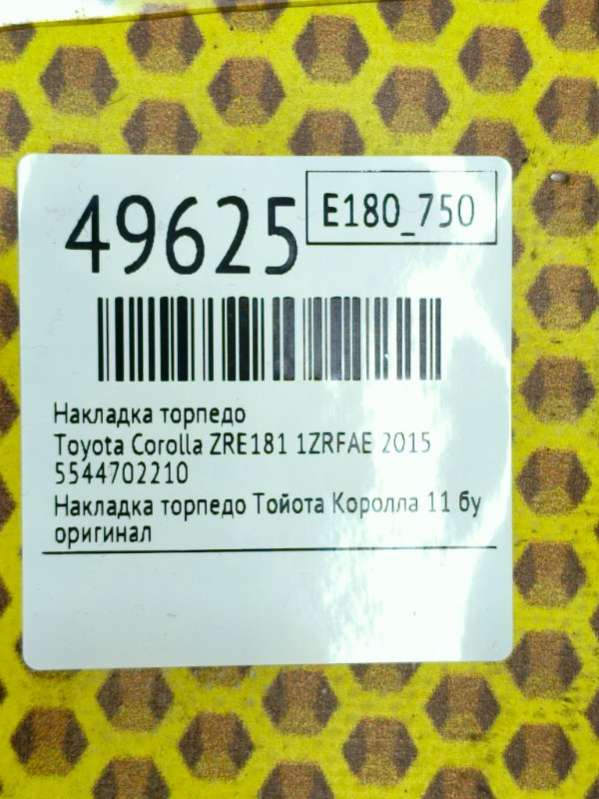 49625
E180_750
Накладка торпедо
Toyota Corolla ZRE181 1ZRFAE 2015
5544702210
Накладка торпедо Тойота Королла 11 бу
оригинал